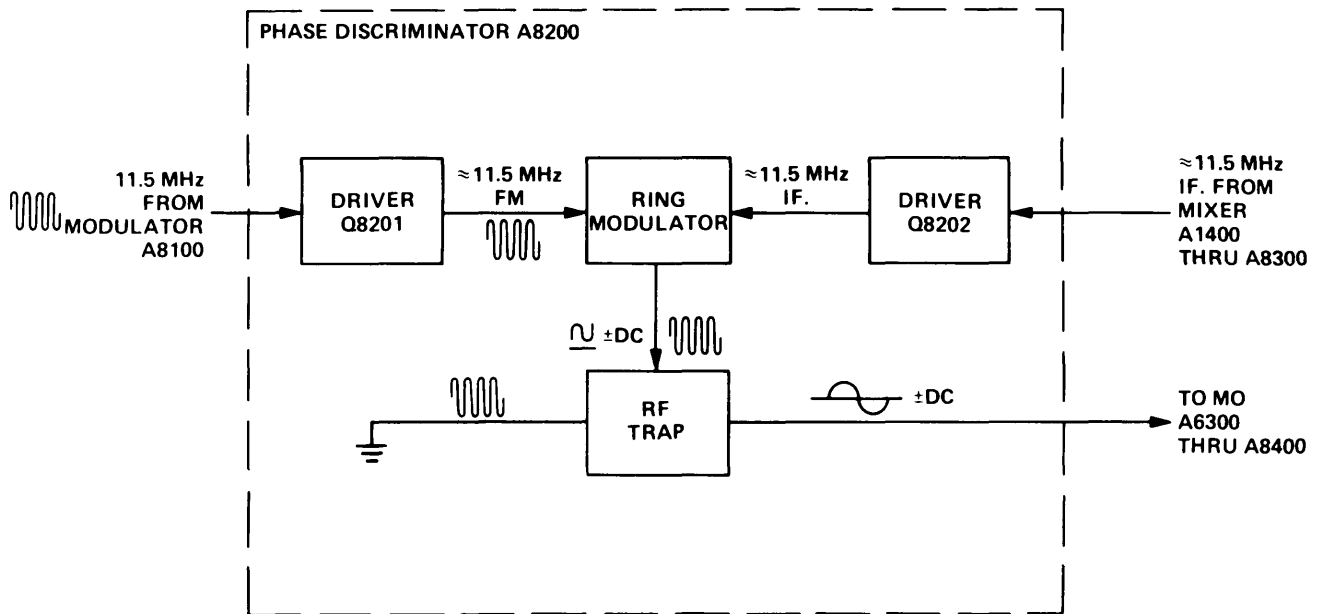 PHASE DISCRIMINATOR A8200
11.5 MHz
FROM
MODULATOR
A8100
DRIVER
Q8201
≈11.5 MHz
FM
RING
MODULATOR
≈11.5 MHz
IF.
DRIVER
Q8202
≈11.5 MHz
IF. FROM
MIXER
A1400
THRU A8300
±DC
RF
TRAP
±DC
TO MO
A6300
THRU A8400